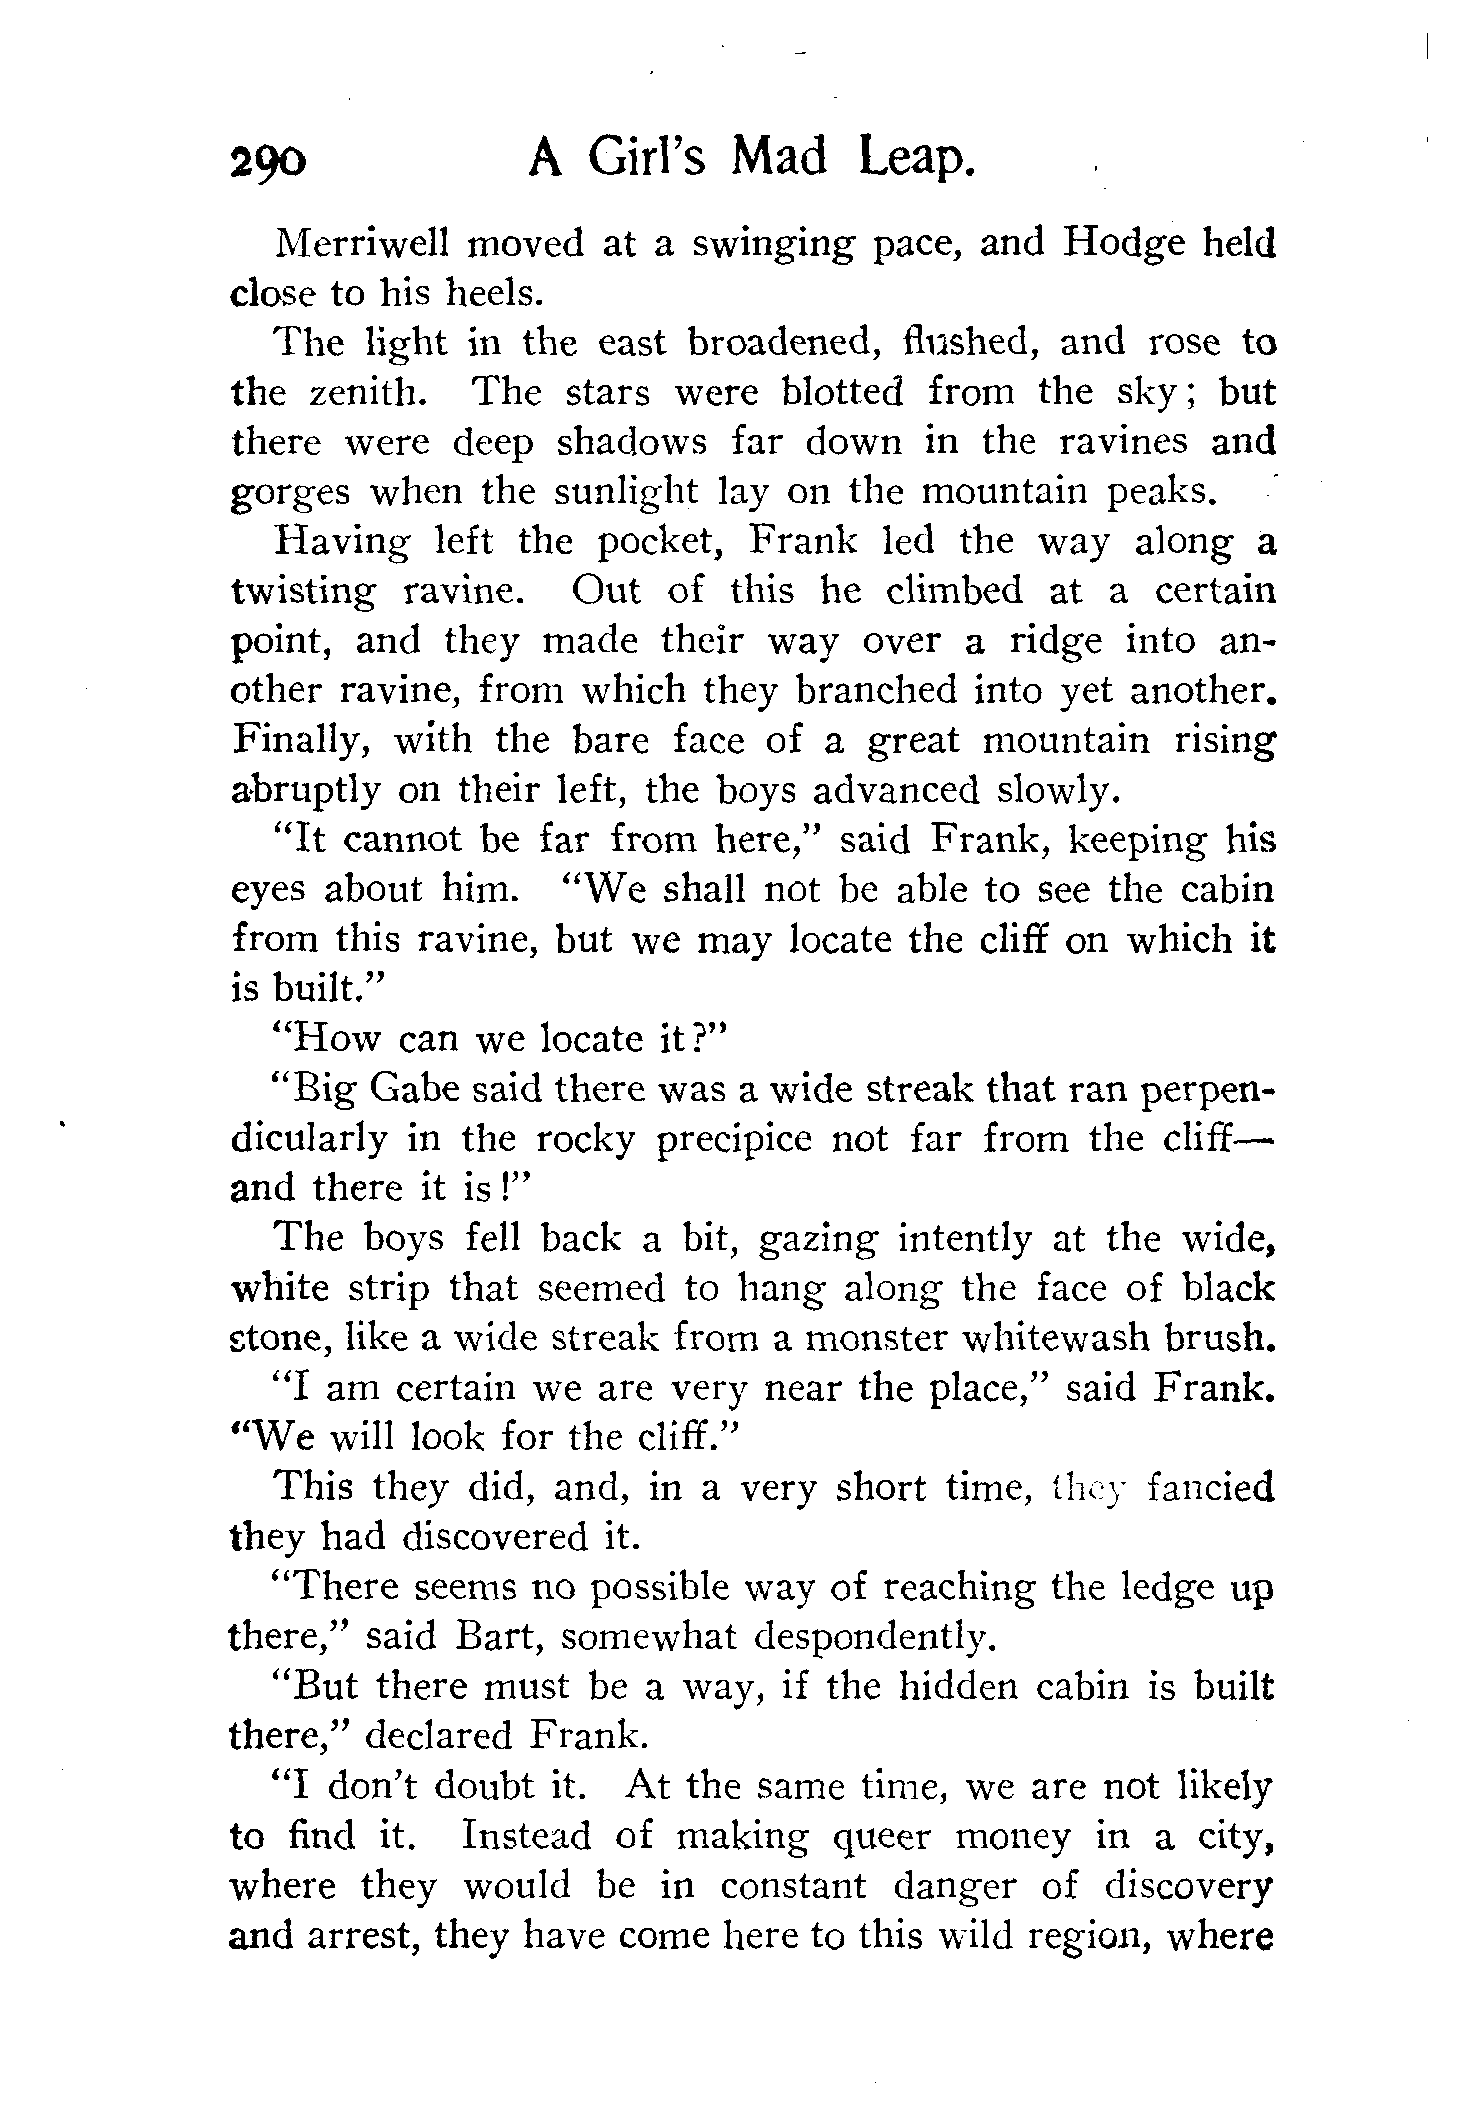 290 A Girl's Mad Leap.
Merriwell moved at a swinging pace, and Hodge held
close to his heels.
The light in the east broadened, flushed, and rose to
the zenith. The stars were blotted from the sky; but
there were deep shadows far down in the ravines and
gorges when the sunlight lay on the mountain peaks.
Having left the pocket, Frank led the way along a
twisting ravine. Out of this he climbed at a certain
point, and they made their way over a ridge into an-
other ravine, from which they branched into yet another.
Finally, with the bare face of a great mountain rising
abruptly on their left, the boys advanced slowly.
"It cannot be far from here," said Frank, keeping his
eyes about him. "We shall not be able to see the cabin
from this ravine, but we may locate the cliff on which it
is built."
"How can we locate it?"
"Big Gabe said there was a wide streak that ran perpen-
dicularly in the rocky precipice not far from the cliff—
and there it is!"
The boys fell back a bit, gazing intently at the wide,
white strip that seemed to hang along the face of black
stone, like a wide streak from a monster whitewash brush.
"I am certain we are very near the place," said Frank.
"We will look for the cliff."
This they did, and, in a very short time, they fancied
they had discovered it.
"There seems no possible way of reaching the ledge up
there," said Bart, somewhat despondently.
"But there must be a way, if the hidden cabin is built
there," declared Frank.
"I don't doubt it. At the same time, we are not likely
to find it. Instead of making queer money in a city,
where they would be in constant danger of discovery
and arrest, they have come here to this wild region, where